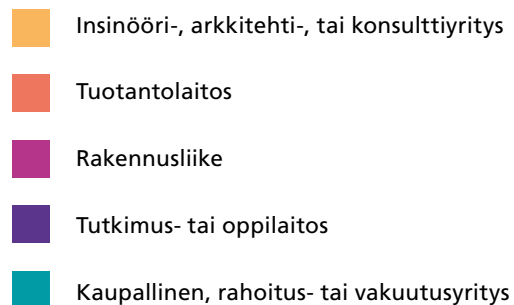 Insinööri-, arkkitehti-, tai konsulttiyritys
Tuotantolaitos
Rakennusliike
Tutkimus- tai oppilaitos
Kaupallinen, rahoitus- tai vakuutusyritys